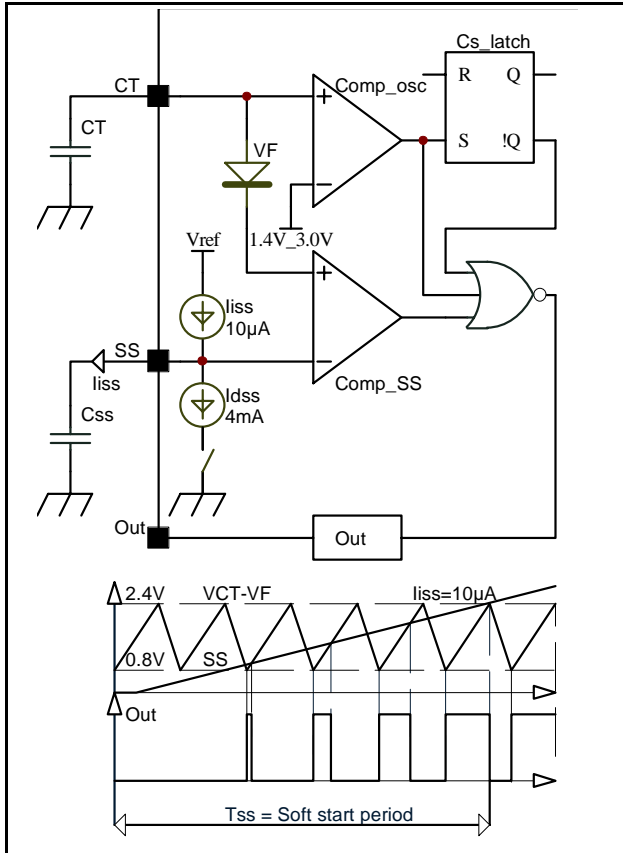 Cs_latch
CT
Comp_osc
R
Q
CT
VF
S
!Q
Vref
1.4V_3.0V
Iiss
10µA
SS
Iiss
Idss
Comp_SS
4mA
Css
Out
Out
2.4V
VCT-VF
Iiss=10µA
0.8V
SS
Out
Tss = Soft start period